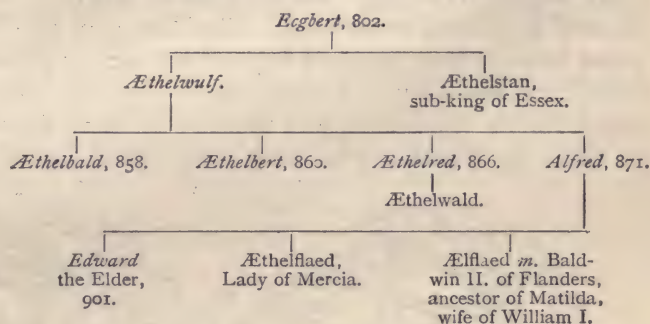 Ecgbert, 802.
Æthelwulf.
Æthelstan,
sub-king of Essex.
Æthelbald, 858.
Æthelbert, 860.
Æthelred, 866.
Alfred, 871.
Æthelwald.
Edward
the Elder,
901.
Æthelflaed,
Lady of Mercia.
Ælflaed m. Bald-
win II. of Flanders,
ancestor of Matilda,
wife of William I.